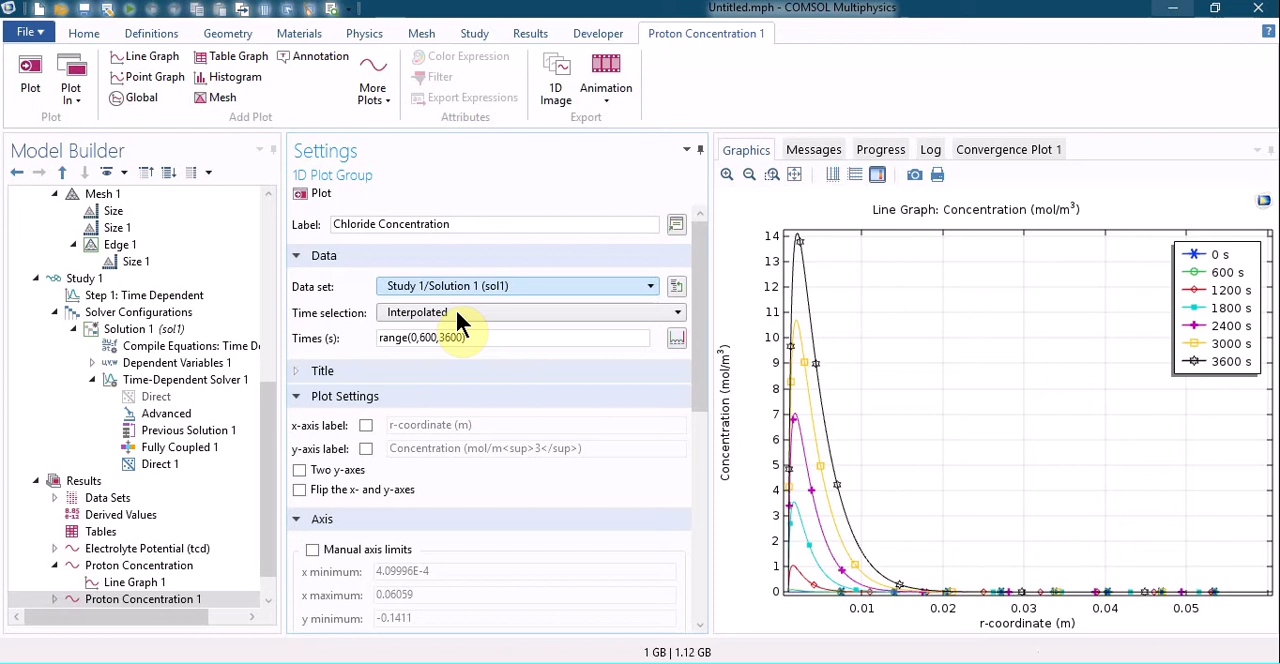 Untitled.mph - COMSOL Multiphysics
File Home Definitions Geometry Materials Physics Mesh Study Results Developer Proton Concentration 1
Plot
Plot In
Plot
Line Graph Table Graph Annotation
Point Graph Histogram
Global Mesh
More Plots
Add Plot
Color Expression
Filter
Export Expressions
Attributes
1D Image
Animation
Export
Model Builder
Mesh 1
Size
Size 1
Edge 1
Size 1
Study 1
Step 1: Time Dependent
Solver Configurations
Solution 1 (sol1)
Compile Equations: Time D
Dependent Variables 1
Time-Dependent Solver 1
Direct
Advanced
Previous Solution 1
Fully Coupled 1
Direct 1
Results
Data Sets
8.85 e-12
Derived Values
Tables
Electrolyte Potential (tcd)
Proton Concentration
Line Graph 1
Proton Concentration 1
Settings
1D Plot Group
Plot
Label: Chloride Concentration
Data
Data set: Study 1/Solution 1 (sol1)
Time selection: Interpolated
Times (s): range(0,600,3600)
Title
Plot Settings
x-axis label: r-coordinate (m)
y-axis label: Concentration (mol/m<sup>3</sup>)
Two y-axes
Flip the x- and y-axes
Axis
Manual axis limits
x minimum: 4.09996E-4
x maximum: 0.06059
y minimum: -0.1411
Graphics Messages Progress Log Convergence Plot 1
Line Graph: Concentration (mol/m³)
14
13
12
11
10
9
8
7
6
5
4
3
2
1
0
Concentration (mol/m³)
0.01 0.02 0.03 0.04 0.05
r-coordinate (m)
0 s
600 s
1200 s
1800 s
2400 s
3000 s
3600 s
1 GB | 1.12 GB